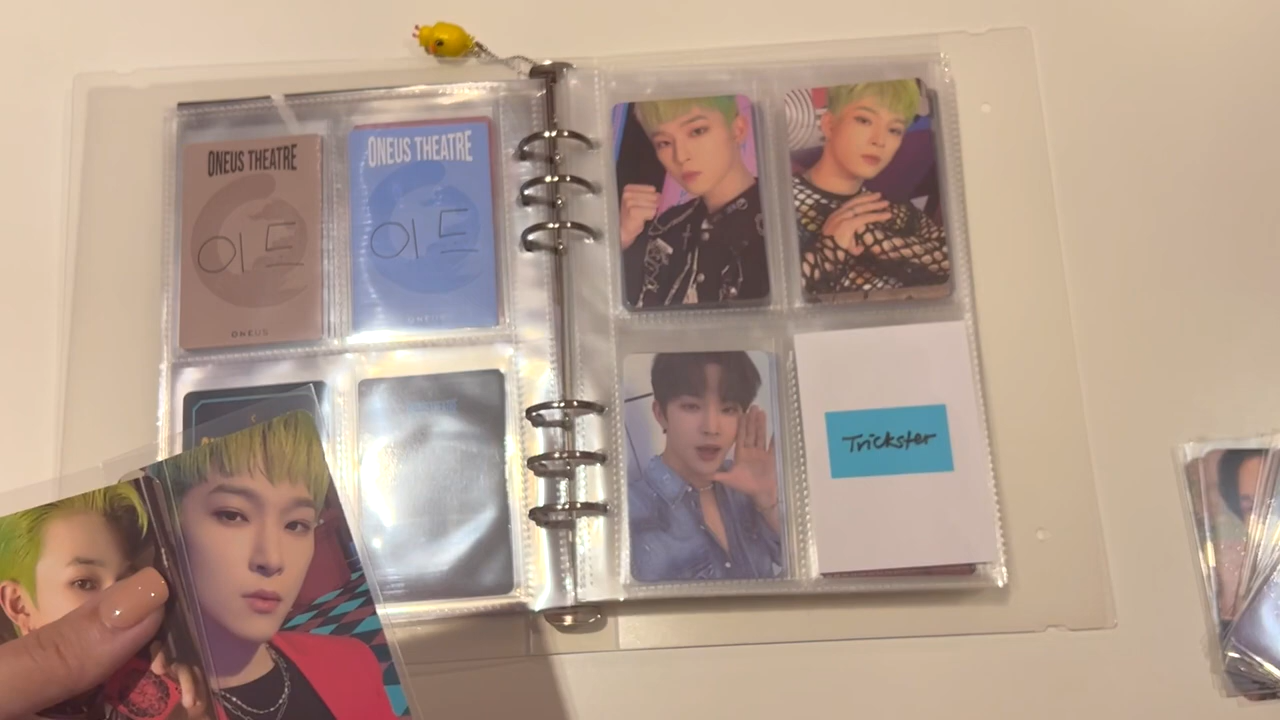 ONEUS THEATRE
이드
ONEUS
ONEUS THEATRE
이드
ONEUS
Trickster